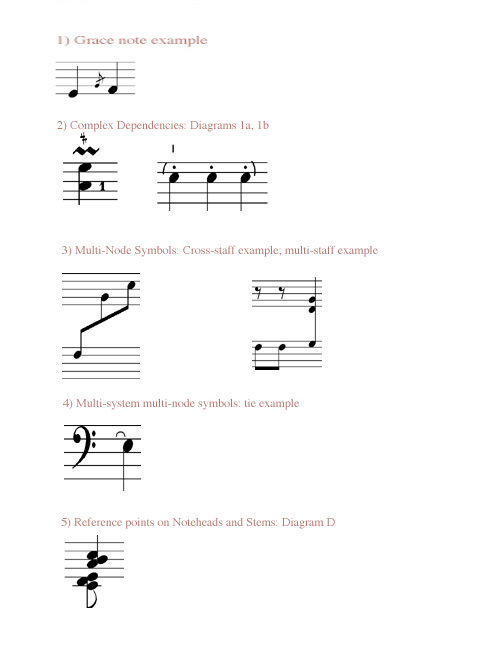 1) Grace note example
2) Complex Dependencies: Diagrams 1a, 1b
1
3) Multi-Node Symbols: Cross-staff example; multi-staff example
4) Multi-system multi-node symbols: tie example
5) Reference points on Noteheads and Stems: Diagram D